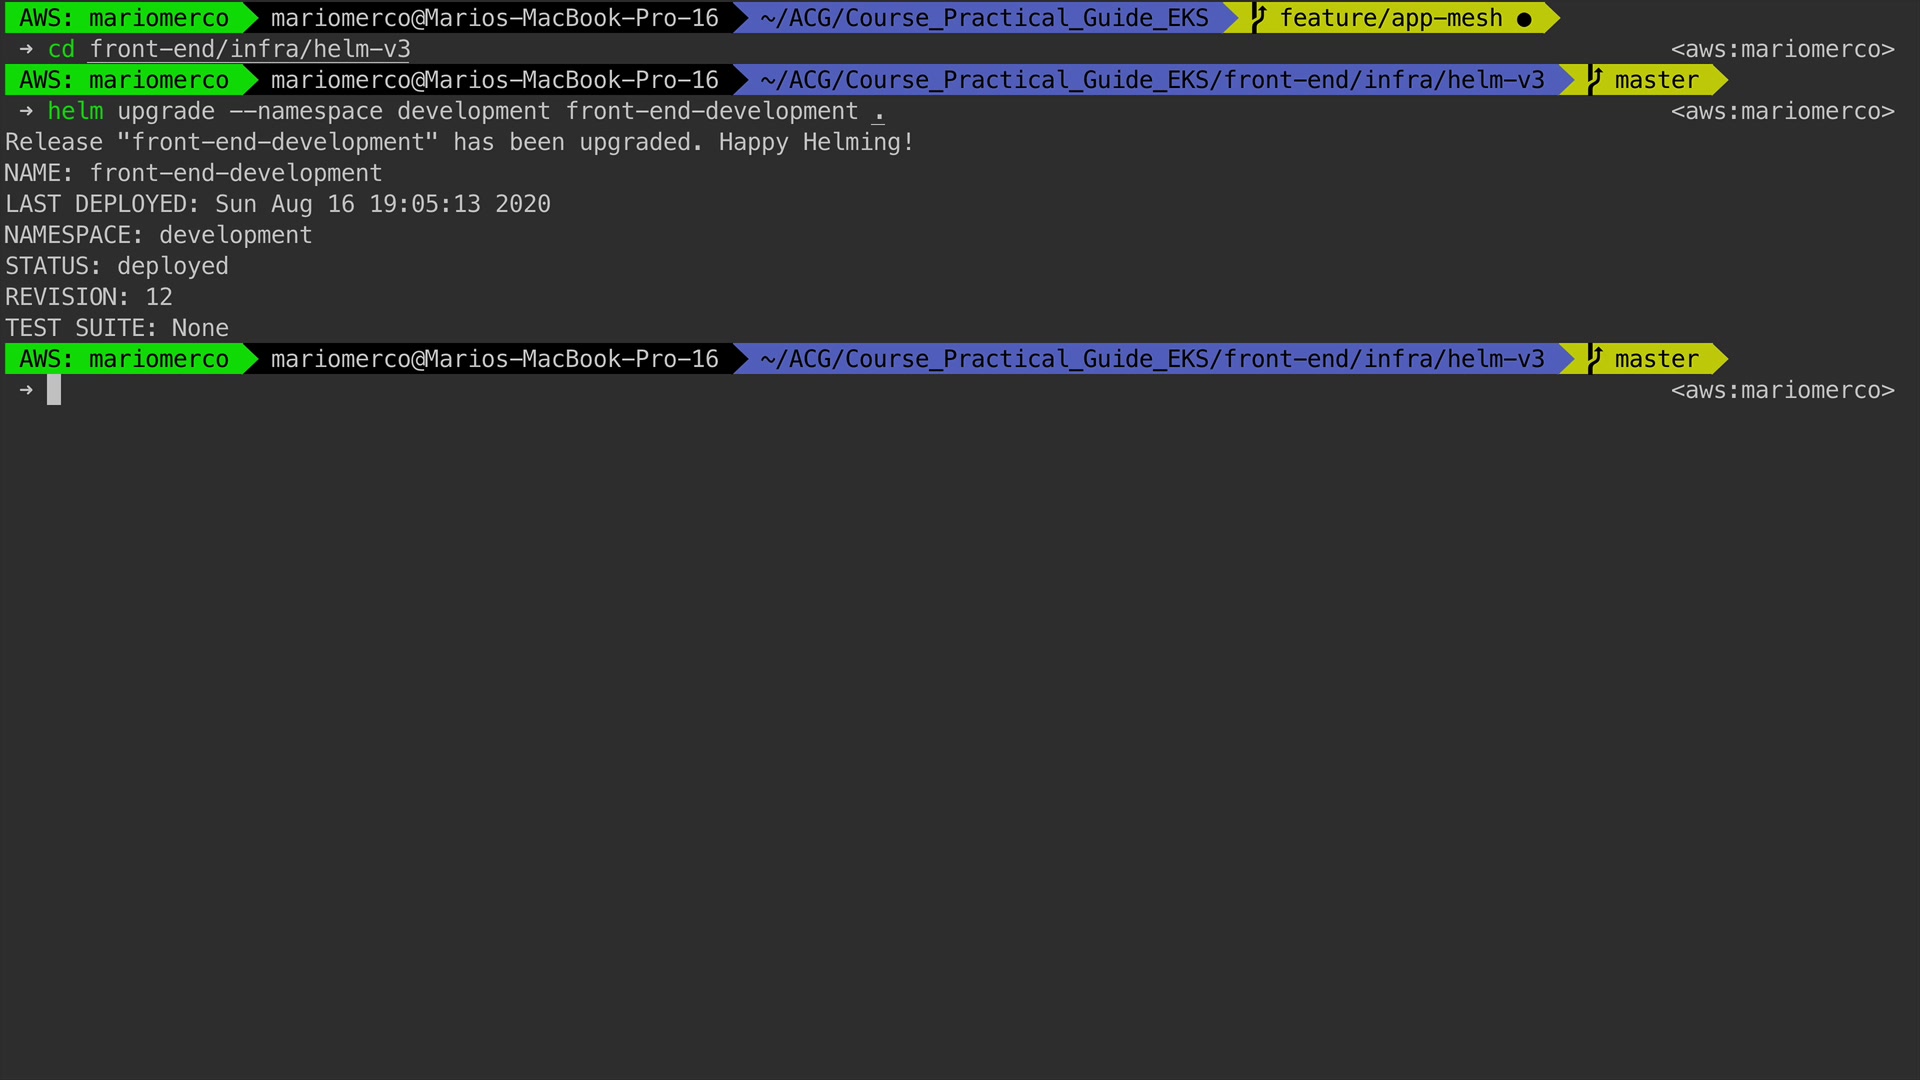 AWS: mariomerco mariomerco@Marios-MacBook-Pro-16 ~/ACG/Course_Practical_Guide_EKS feature/app-mesh ●
→ cd front-end/infra/helm-v3 <aws:mariomerco>
AWS: mariomerco mariomerco@Marios-MacBook-Pro-16 ~/ACG/Course_Practical_Guide_EKS/front-end/infra/helm-v3 master
→ helm upgrade --namespace development front-end-development . <aws:mariomerco>
Release "front-end-development" has been upgraded. Happy Helming!
NAME: front-end-development
LAST DEPLOYED: Sun Aug 16 19:05:13 2020
NAMESPACE: development
STATUS: deployed
REVISION: 12
TEST SUITE: None
AWS: mariomerco mariomerco@Marios-MacBook-Pro-16 ~/ACG/Course_Practical_Guide_EKS/front-end/infra/helm-v3 master
→ <aws:mariomerco>